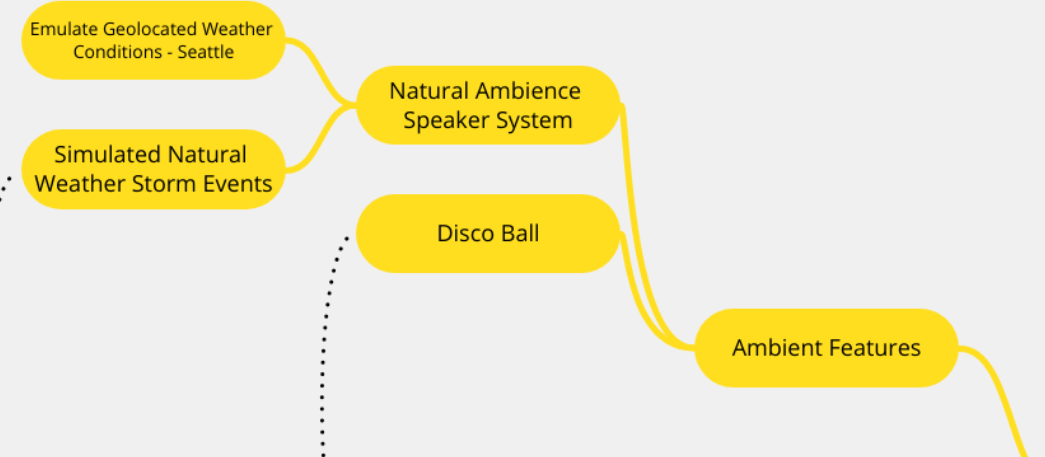 Emulate Geolocated Weather
Conditions - Seattle
Natural Ambience
Speaker System
Simulated Natural
Weather Storm Events
Disco Ball
Ambient Features